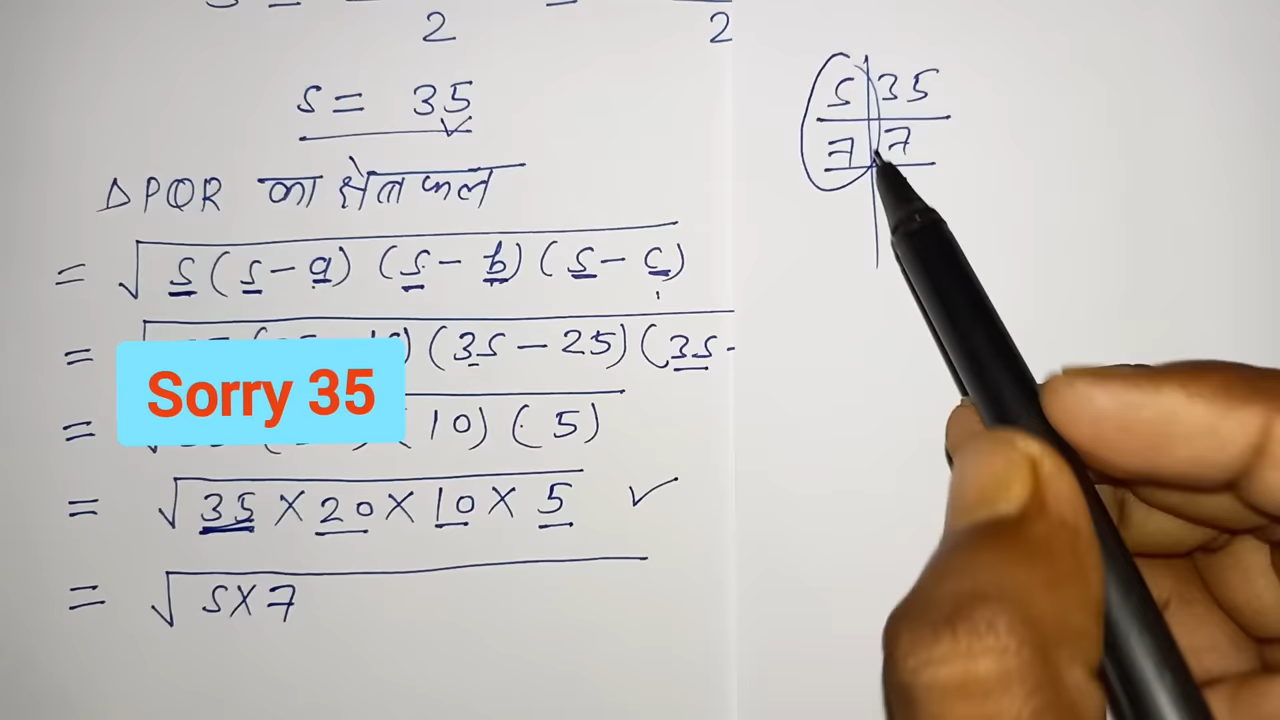 2 2
s = 35
△PQR का क्षेत्रफल
= √s(s-a) (s-b)(s-c)
= (35-25)(35-
Sorry 35
= (10) (5)
= √35×20×10×5 ✓
= √5×7
5 | 35
7 | 7